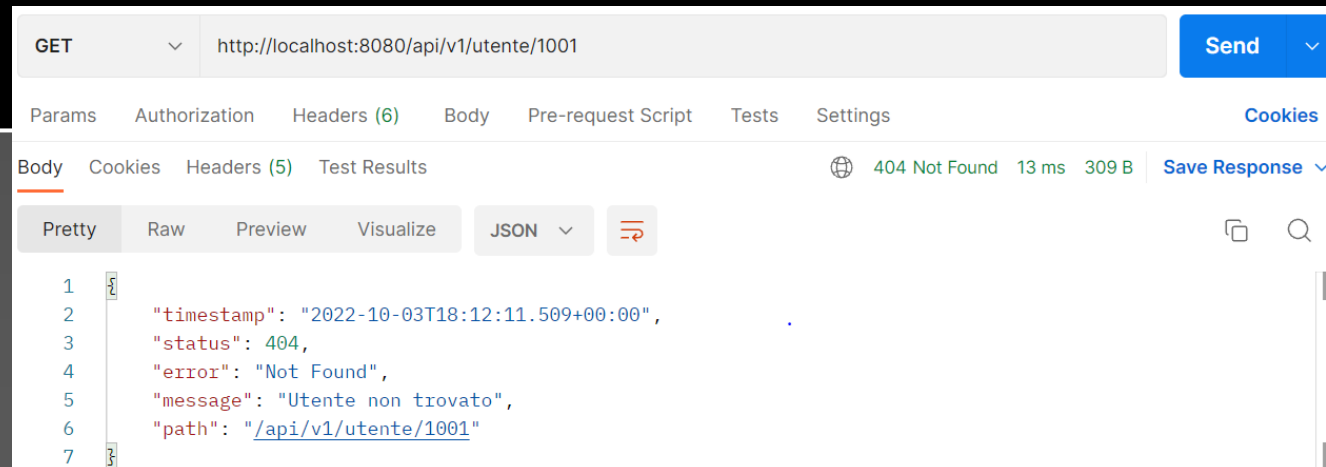 GET http://localhost:8080/api/v1/utente/1001 Send
Params Authorization Headers (6) Body Pre-request Script Tests Settings Cookies
Body Cookies Headers (5) Test Results 404 Not Found 13 ms 309 B Save Response
Pretty Raw Preview Visualize JSON
1 {
2 "timestamp": "2022-10-03T18:12:11.509+00:00",
3 "status": 404,
4 "error": "Not Found",
5 "message": "Utente non trovato",
6 "path": "/api/v1/utente/1001"
7 }